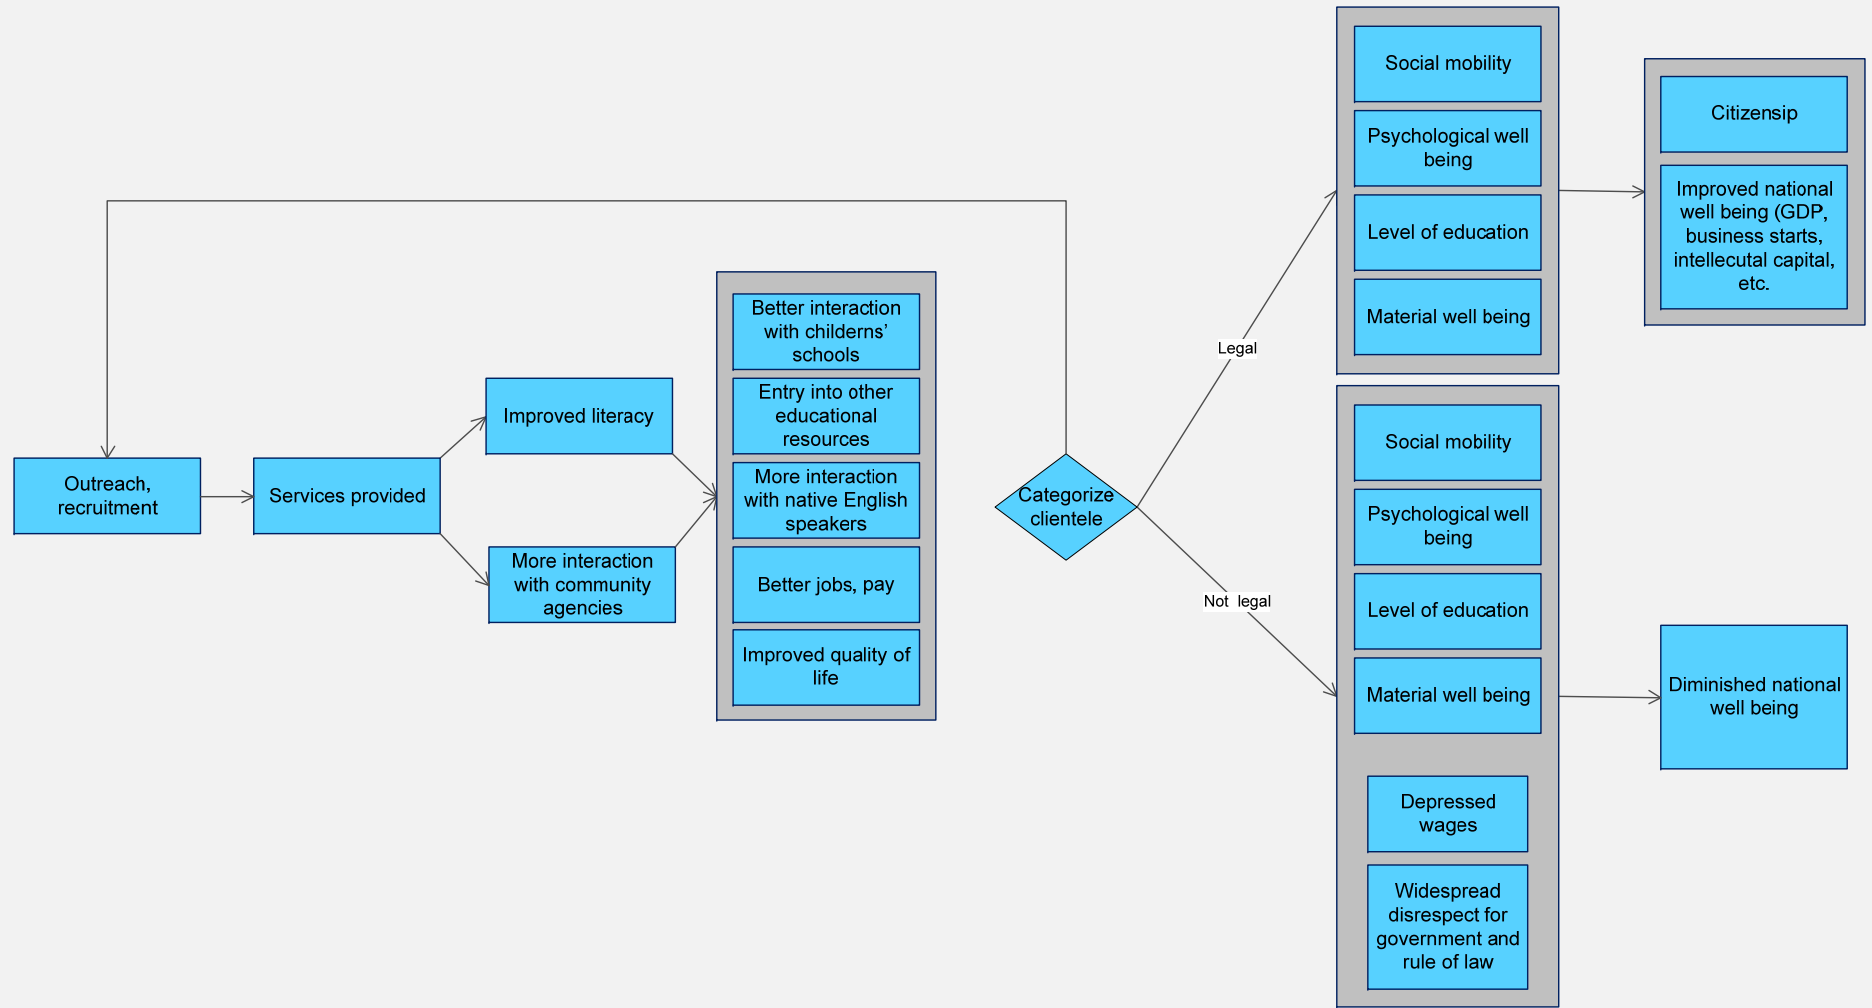 Outreach,
recruitment
Services provided
Improved literacy
More interaction
with community
agencies
Better interaction
with childerns’
schools
Entry into other
educational
resources
More interaction
with native English
speakers
Better jobs, pay
Improved quality of
life
Categorize
clientele
Legal
Not legal
Social mobility
Psychological well
being
Level of education
Material well being
Citizensip
Improved national
well being (GDP,
business starts,
intellecutal capital,
etc.
Social mobility
Psychological well
being
Level of education
Material well being
Depressed
wages
Widespread
disrespect for
government and
rule of law
Diminished national
well being